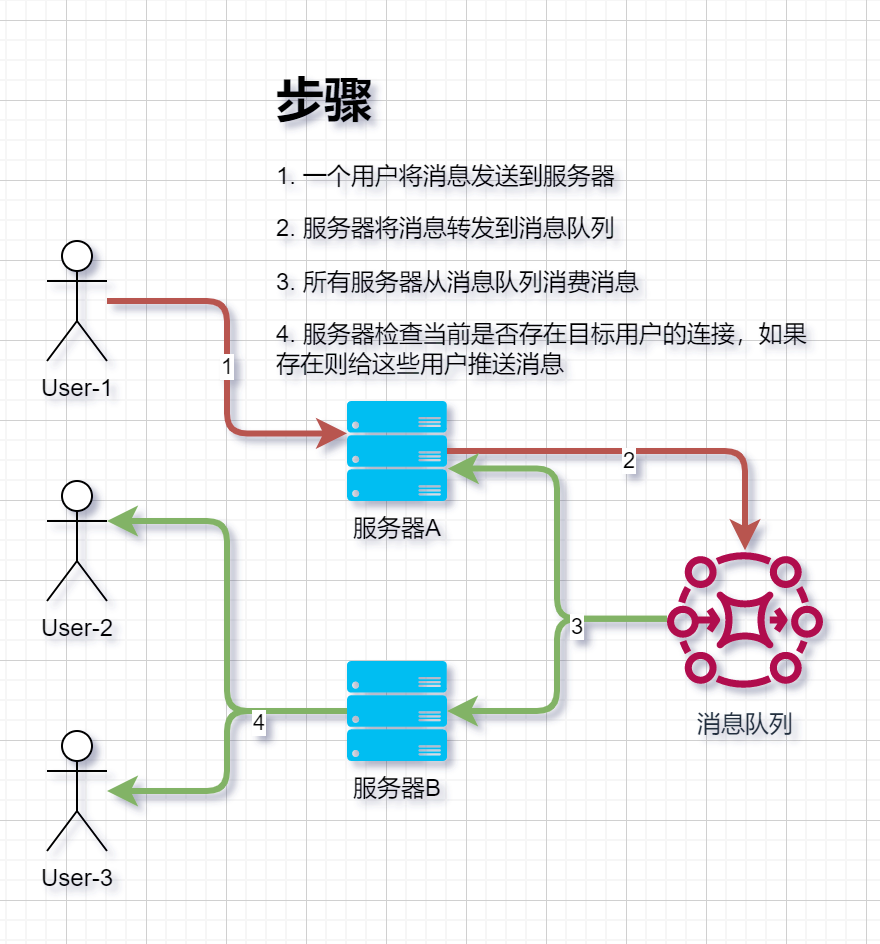 步骤
1. 一个用户将消息发送到服务器
2. 服务器将消息转发到消息队列
3. 所有服务器从消息队列消费消息
4. 服务器检查当前是否存在目标用户的连接，如果
存在则给这些用户推送消息
User-1
1
服务器A
2
User-2
3
消息队列
4
服务器B
User-3